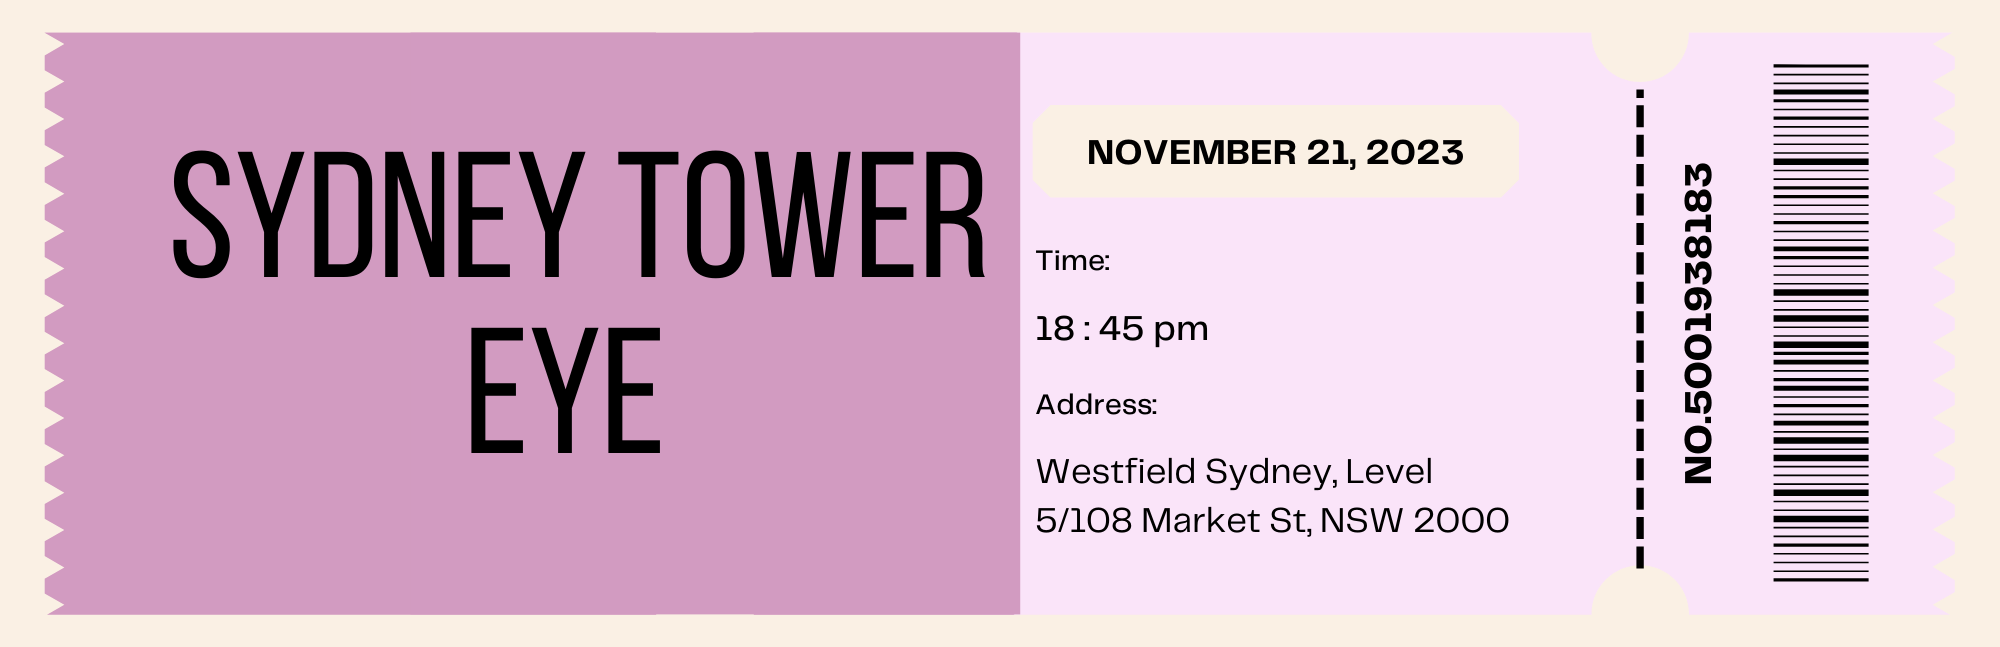 SYDNEY TOWER
EYE
NOVEMBER 21, 2023
Time:
18 : 45 pm
Address:
Westfield Sydney, Level
5/108 Market St, NSW 2000
NO.5001938183